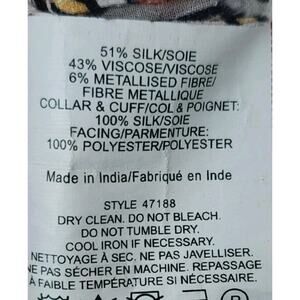 51% SILK/SOIE
43% VISCOSE/VISCOSE
6% METALLISED FIBRE/
FIBRE METALLIQUE
COLLAR & CUFF/COL & POIGNET:
100% SILK/SOIE
FACING/PARMENTURE:
100% POLYESTER/POLYESTER
Made in India/Fabriqué en Inde
STYLE 47188
DRY CLEAN. DO NOT BLEACH.
DO NOT TUMBLE DRY.
COOL IRON IF NECESSARY.
NETTOYAGE À SEC. NE PAS JAVELLISER.
NE PAS SÉCHER EN MACHINE. REPASSAGE
À FAIBLE TEMPÉRATURE SI NÉCESSAIRE.